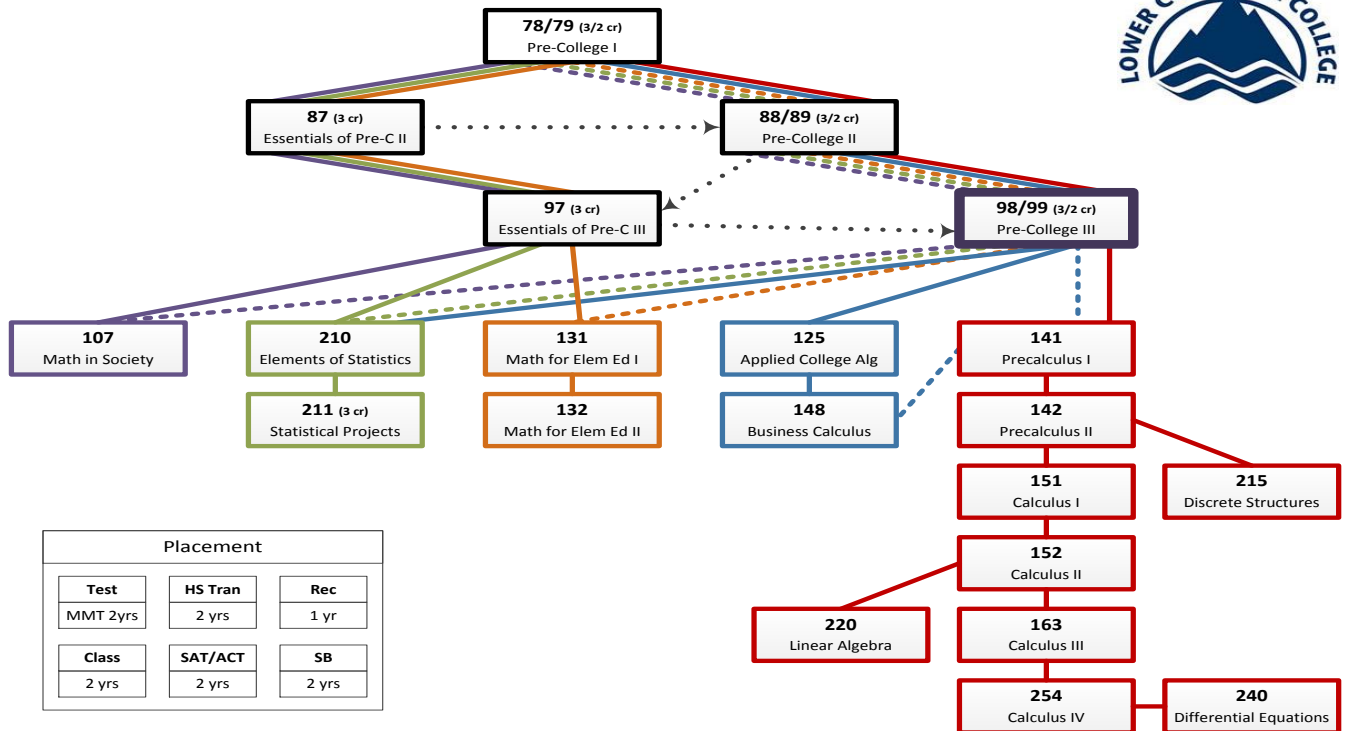 78/79 (3/2 cr)
Pre-College I
LOWER
COLLEGE
87 (3 cr)
Essentials of Pre-C II
88/89 (3/2 cr)
Pre-College II
97 (3 cr)
Essentials of Pre-C III
98/99 (3/2 cr)
Pre-College III
107
Math in Society
210
Elements of Statistics
131
Math for Elem Ed I
125
Applied College Alg
141
Precalculus I
211 (3 cr)
Statistical Projects
132
Math for Elem Ed II
148
Business Calculus
142
Precalculus II
151
Calculus I
215
Discrete Structures
152
Calculus II
220
Linear Algebra
163
Calculus III
254
Calculus IV
240
Differential Equations
Placement
Test
MMT 2yrs
HS Tran
2 yrs
Rec
1 yr
Class
2 yrs
SAT/ACT
2 yrs
SB
2 yrs